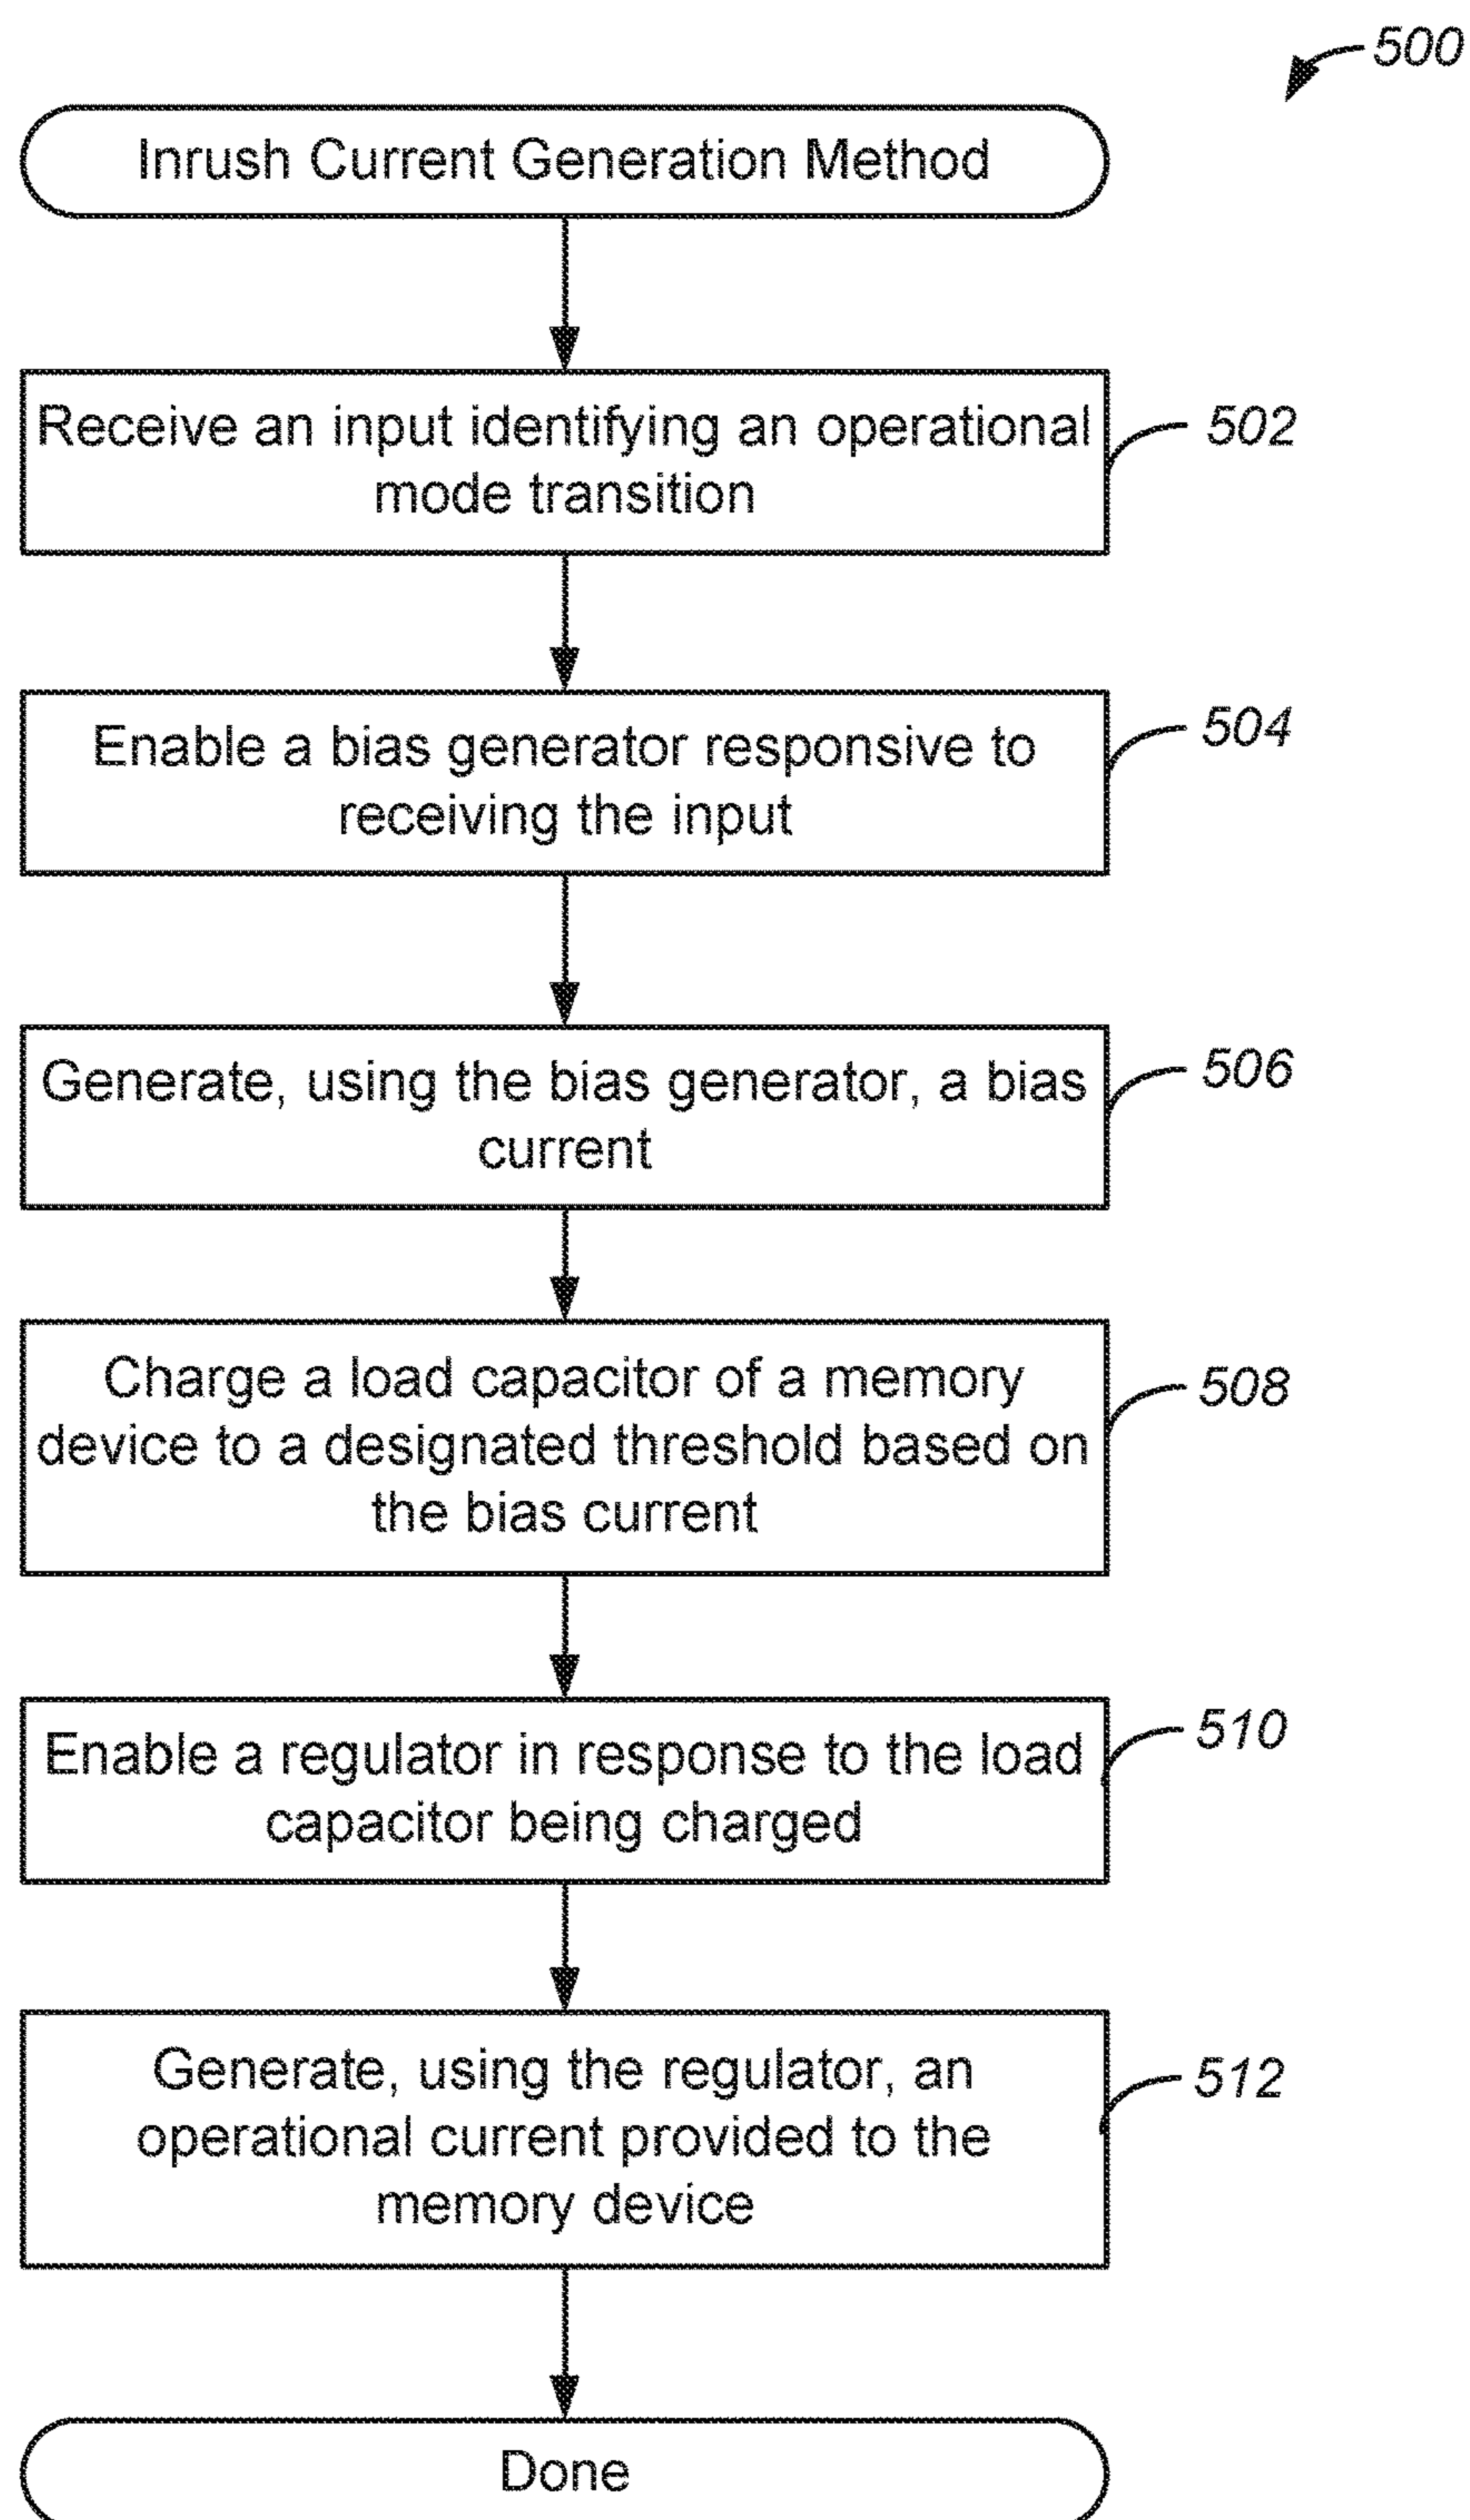 500
Inrush Current Generation Method
Receive an input identifying an operational
mode transition
502
Enable a bias generator responsive to
receiving the input
504
Generate, using the bias generator, a bias
current
506
Charge a load capacitor of a memory
device to a designated threshold based on
the bias current
508
Enable a regulator in response to the load
capacitor being charged
510
Generate, using the regulator, an
operational current provided to the
memory device
512
Done